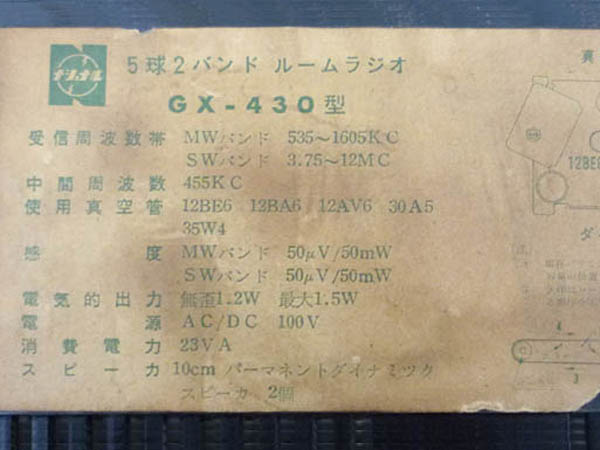 ナショナル
5球2バンド ルームラジオ
GX-430型
受信周波数帯 MWバンド 535~1605KC
SWバンド 3.75~12MC
中間周波数 455KC
使用真空管 12BE6 12BA6 12AV6 30A5
35W4
感度 MWバンド 50μV/50mW
SWバンド 50μV/50mW
電気的出力 無歪1.2W 最大1.5W
電源 AC/DC 100V
消費電力 23VA
スピーカ 10cm パーマネントダイナミツク
スピーカ 2個
真
12BE6
ダ